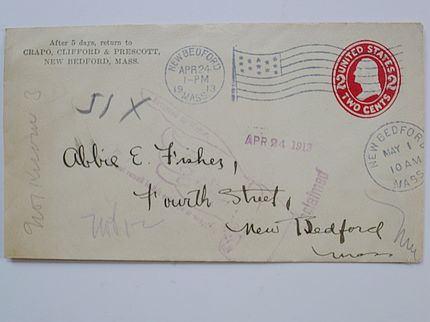 After 5 days, return to
CRAPO, CLIFFORD & PRESCOTT,
NEW BEDFORD, MASS.
NEW BEDFORD
APR 24
1-PM
1913
MASS.
UNITED STATES
2 2
TWO CENTS
51 X
APR 24 1913
NEW BEDFORD
MAY 1
10 AM
MASS.
Abbie E. Fisher,
Fourth Street,
New Bedford
Mass
Unclaimed